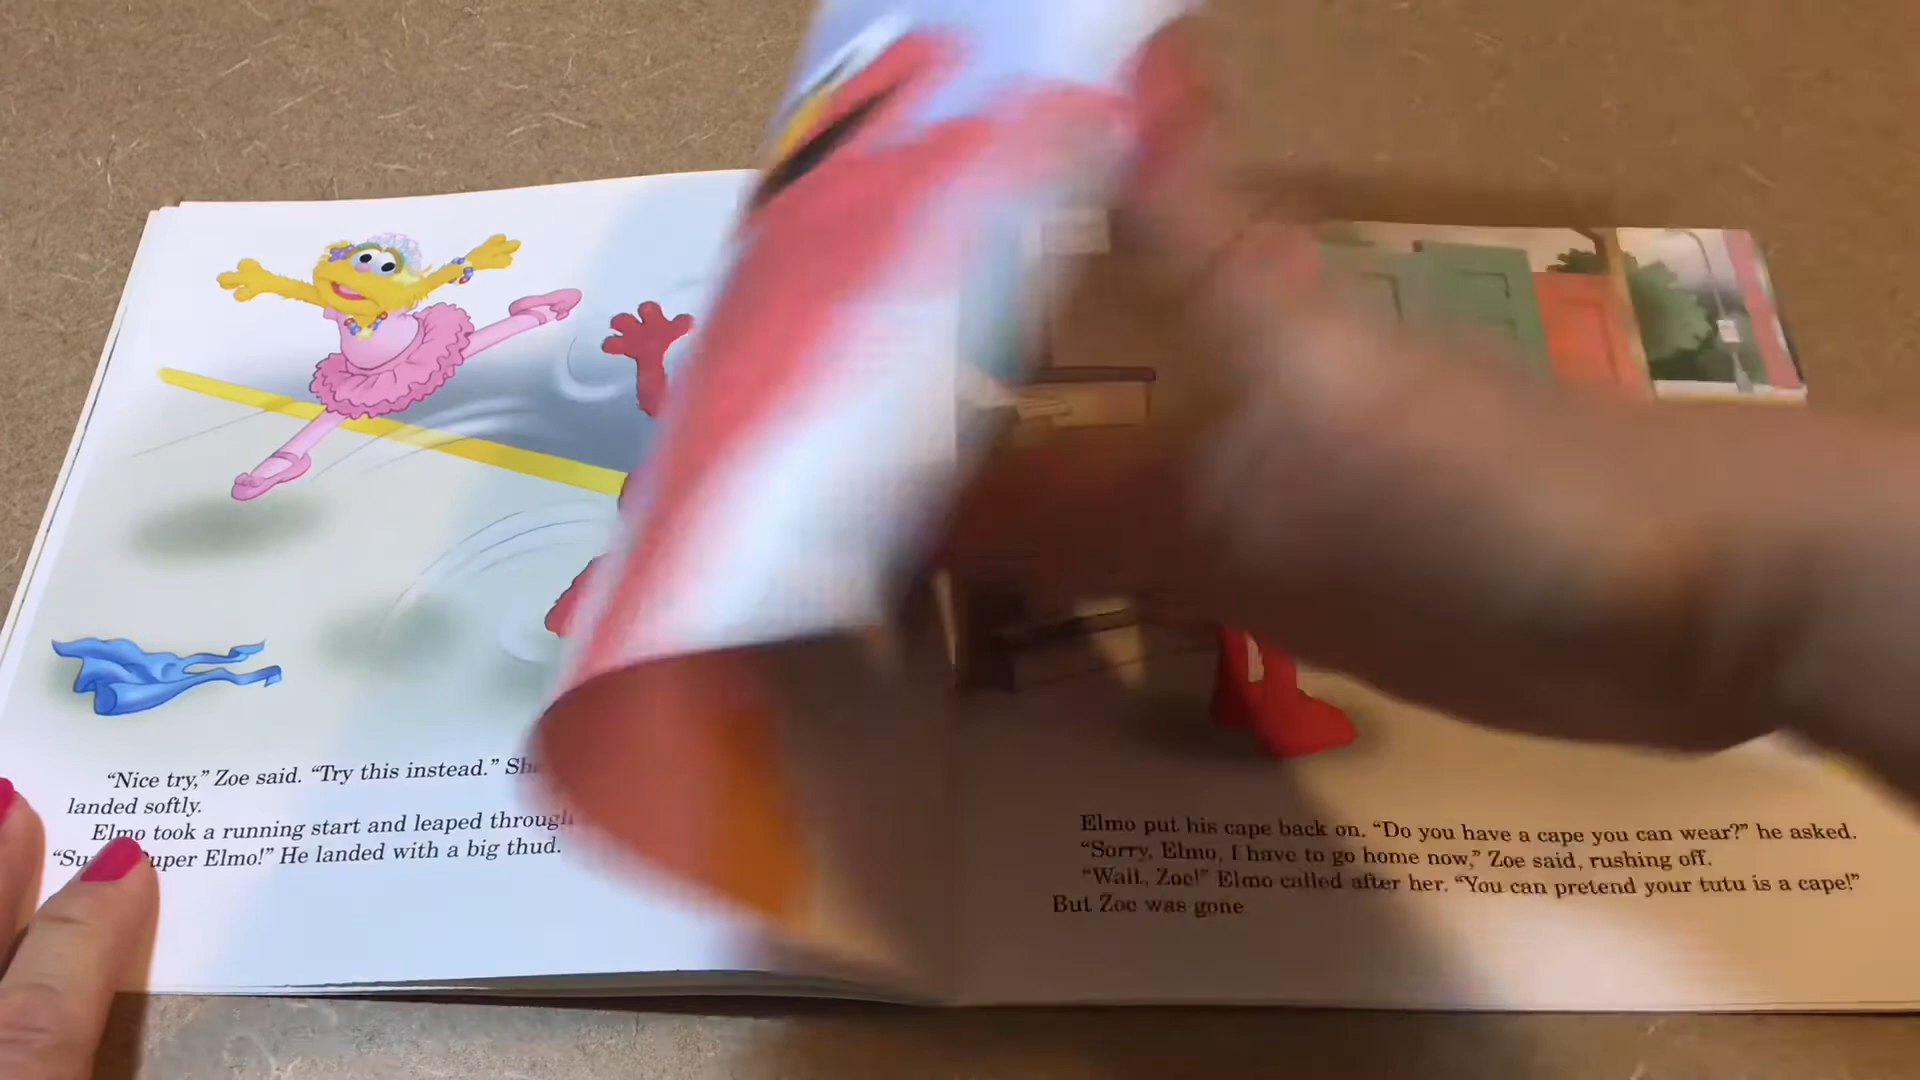 “Nice try,” Zoe said. “Try this instead.”
landed softly.
Elmo took a running start and leaped through
Super Elmo!” He landed with a big thud.
Elmo put his cape back on. “Do you have a cape you can wear?” he asked.
“Sorry, Elmo, I have to go home now,” Zoe said, rushing off.
“Wait, Zoe!” Elmo called after her. “You can pretend your tutu is a cape!”
But Zoe was gone